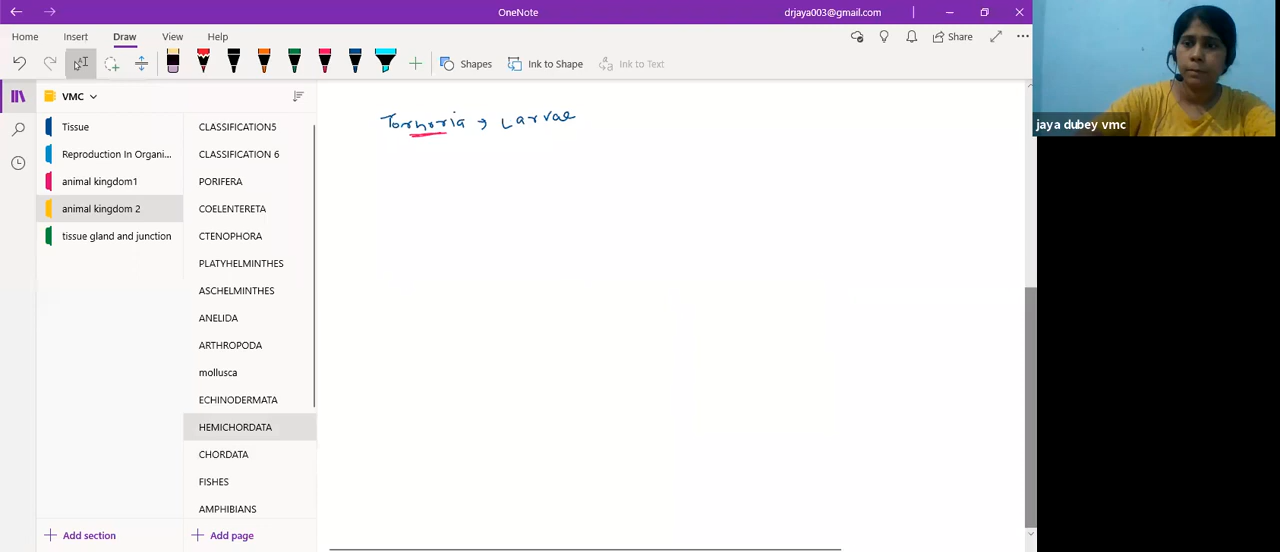 OneNote
drjaya003@gmail.com
Home Insert Draw View Help
Share
Shapes Ink to Shape Ink to Text
VMC
Tissue
Reproduction In Organi...
animal kingdom1
animal kingdom 2
tissue gland and junction
Add section
CLASSIFICATION5
CLASSIFICATION 6
PORIFERA
COELENTERETA
CTENOPHORA
PLATYHELMINTHES
ASCHELMINTHES
ANELIDA
ARTHROPODA
mollusca
ECHINODERMATA
HEMICHORDATA
CHORDATA
FISHES
AMPHIBIANS
Add page
Tornoria → Larvae
jaya dubey vmc